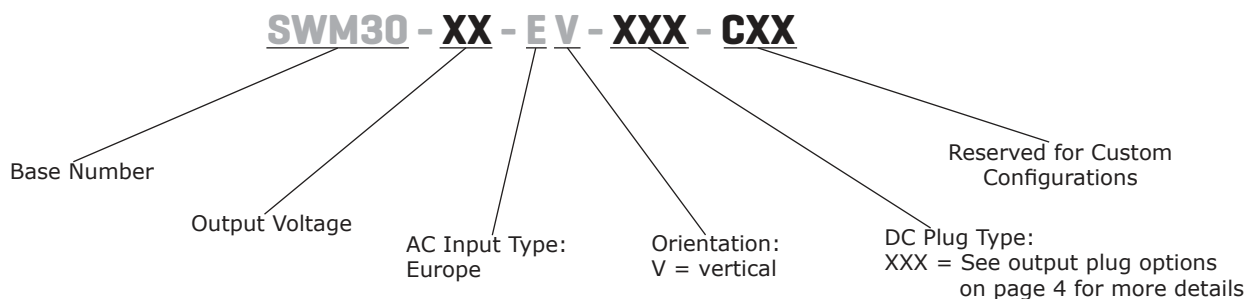 SWM30 - XX - E V - XXX - CXX
Base Number
Output Voltage
AC Input Type:
Europe
Orientation:
V = vertical
DC Plug Type:
XXX = See output plug options
on page 4 for more details
Reserved for Custom
Configurations